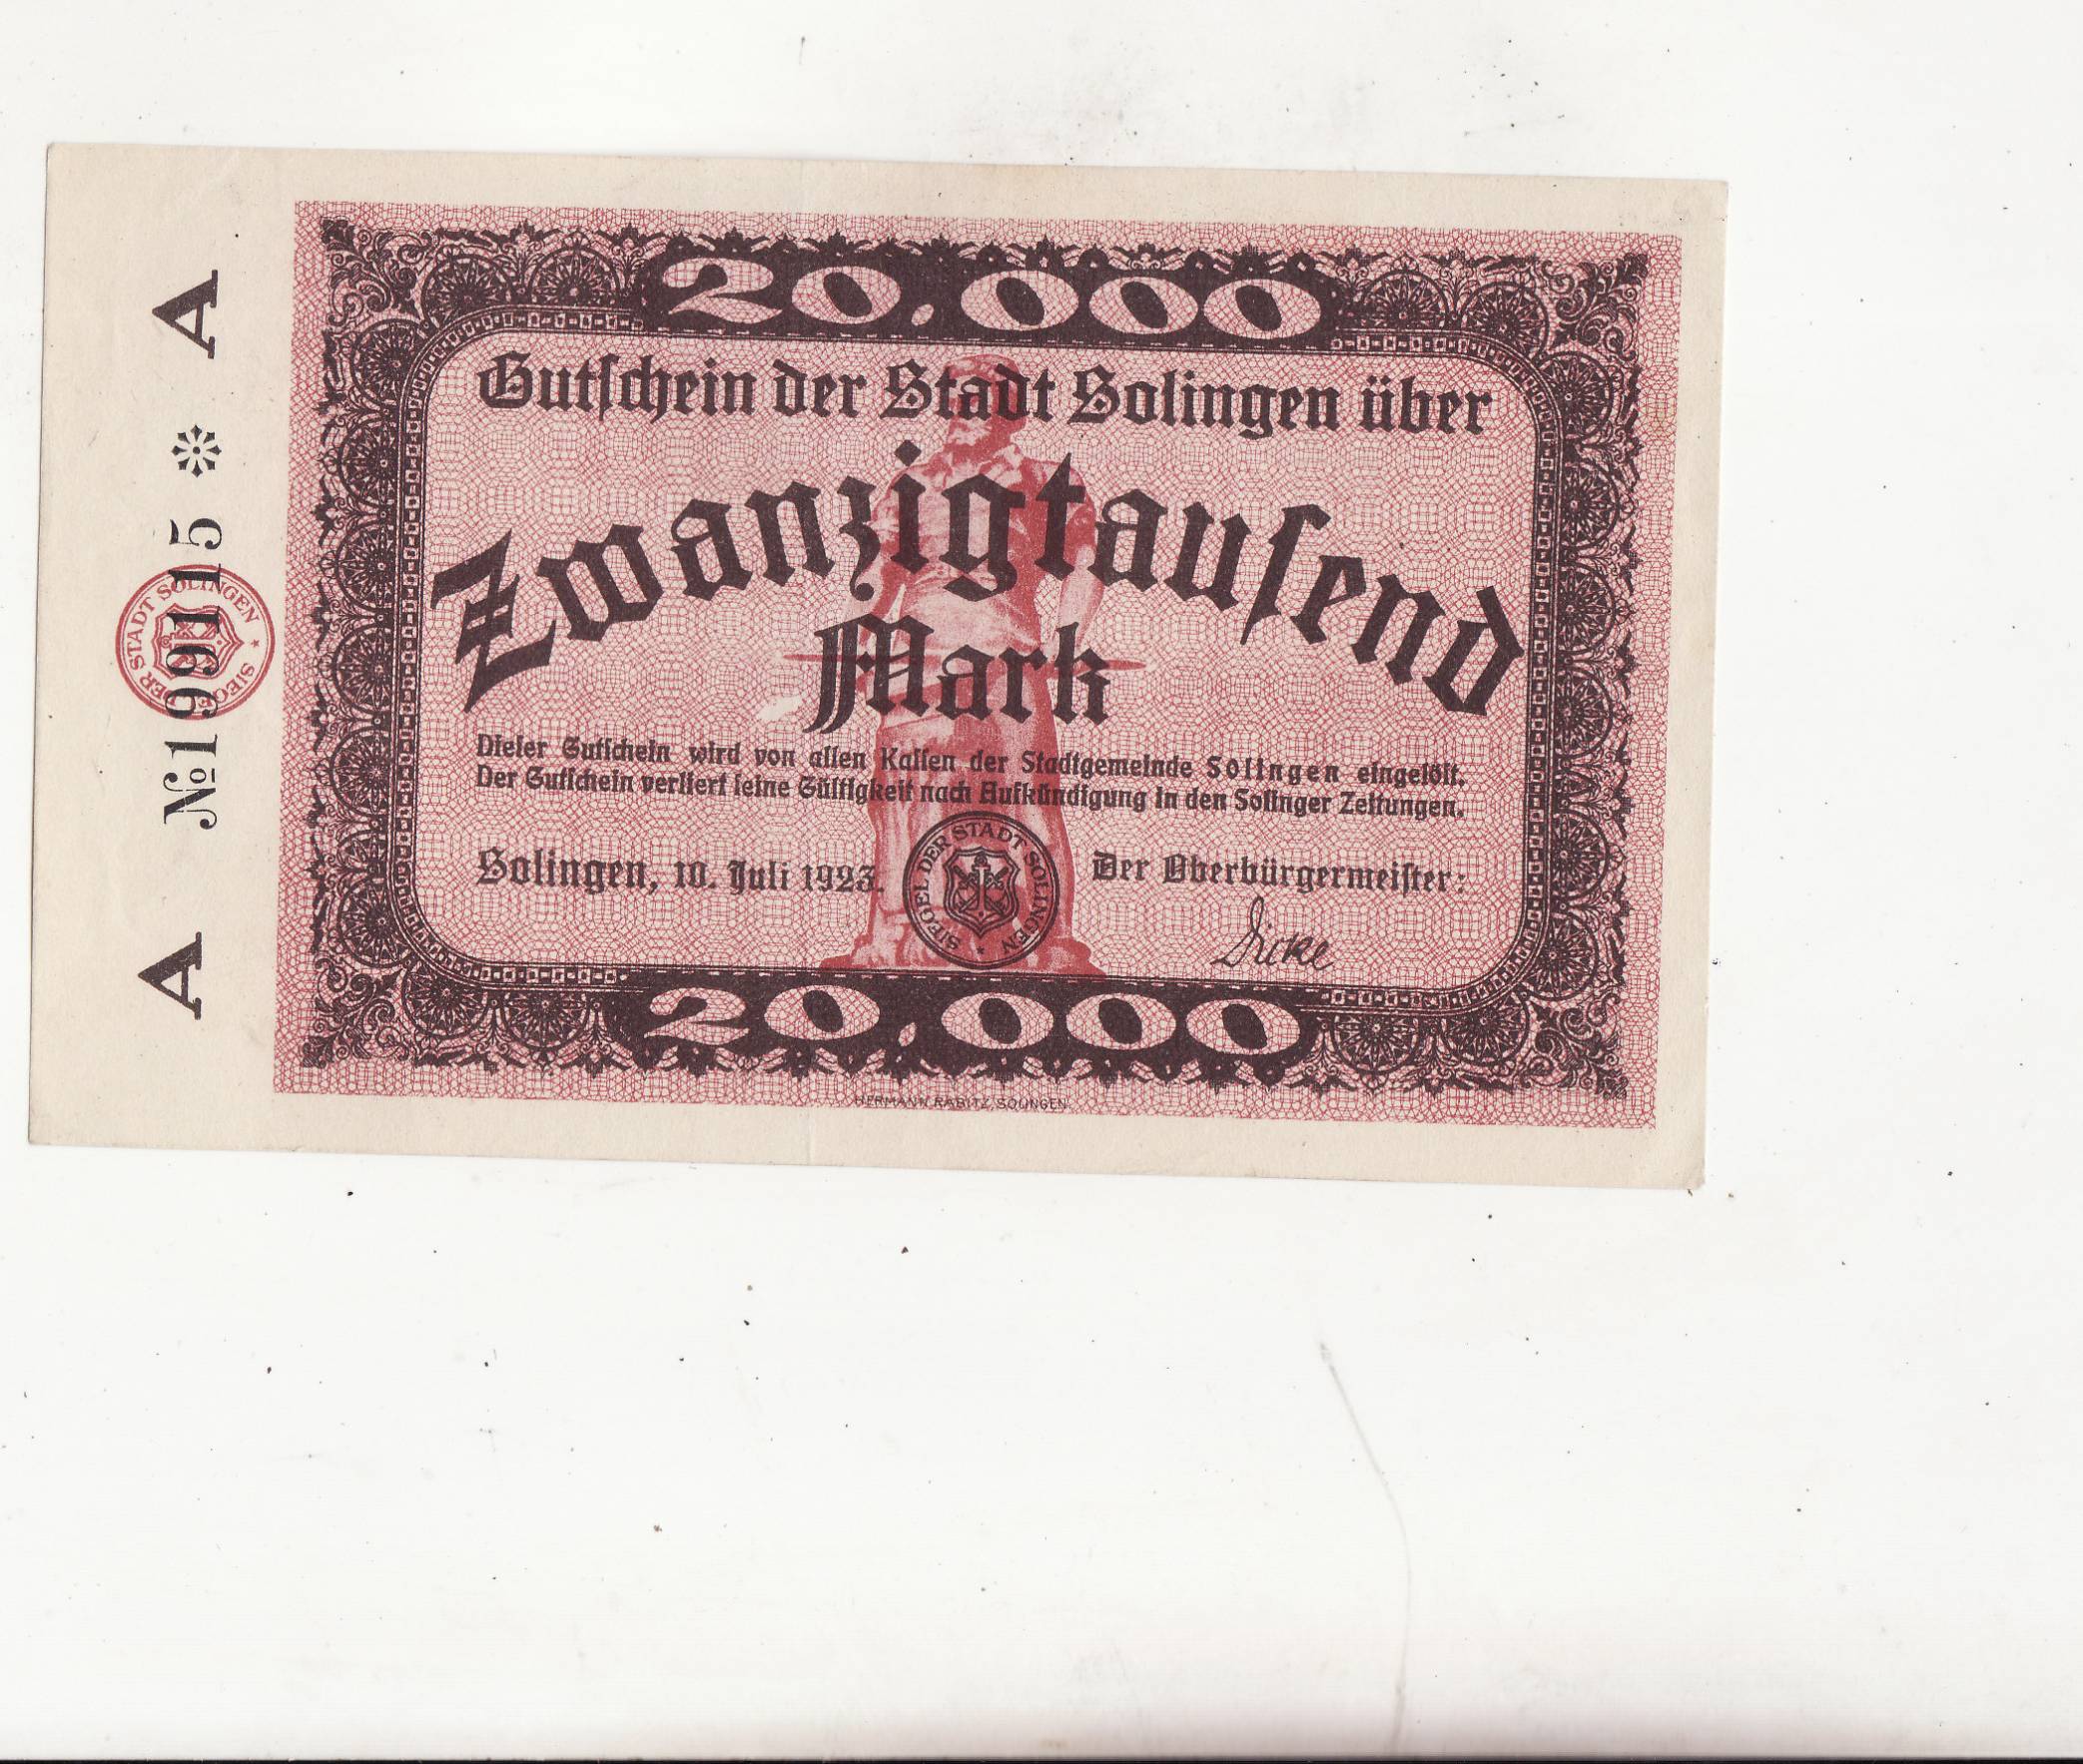 20.000
Gutschein der Stadt Solingen über
Zwanzigtausend
Mark
Dieser Gutschein wird von allen Kassen der Stadtgemeinde Solingen eingelöst.
Der Gutschein verliert seine Gültigkeit nach Aufkündigung in den Solinger Zeitungen.
Solingen, 10. Juli 1923.
SIEGEL DER STADT SOLINGEN
Der Oberbürgermeister:
Dicke
20.000
HERMANN RABITZ, SOLINGEN
A №199115 * A
SIEGEL DER STADT SOLINGEN